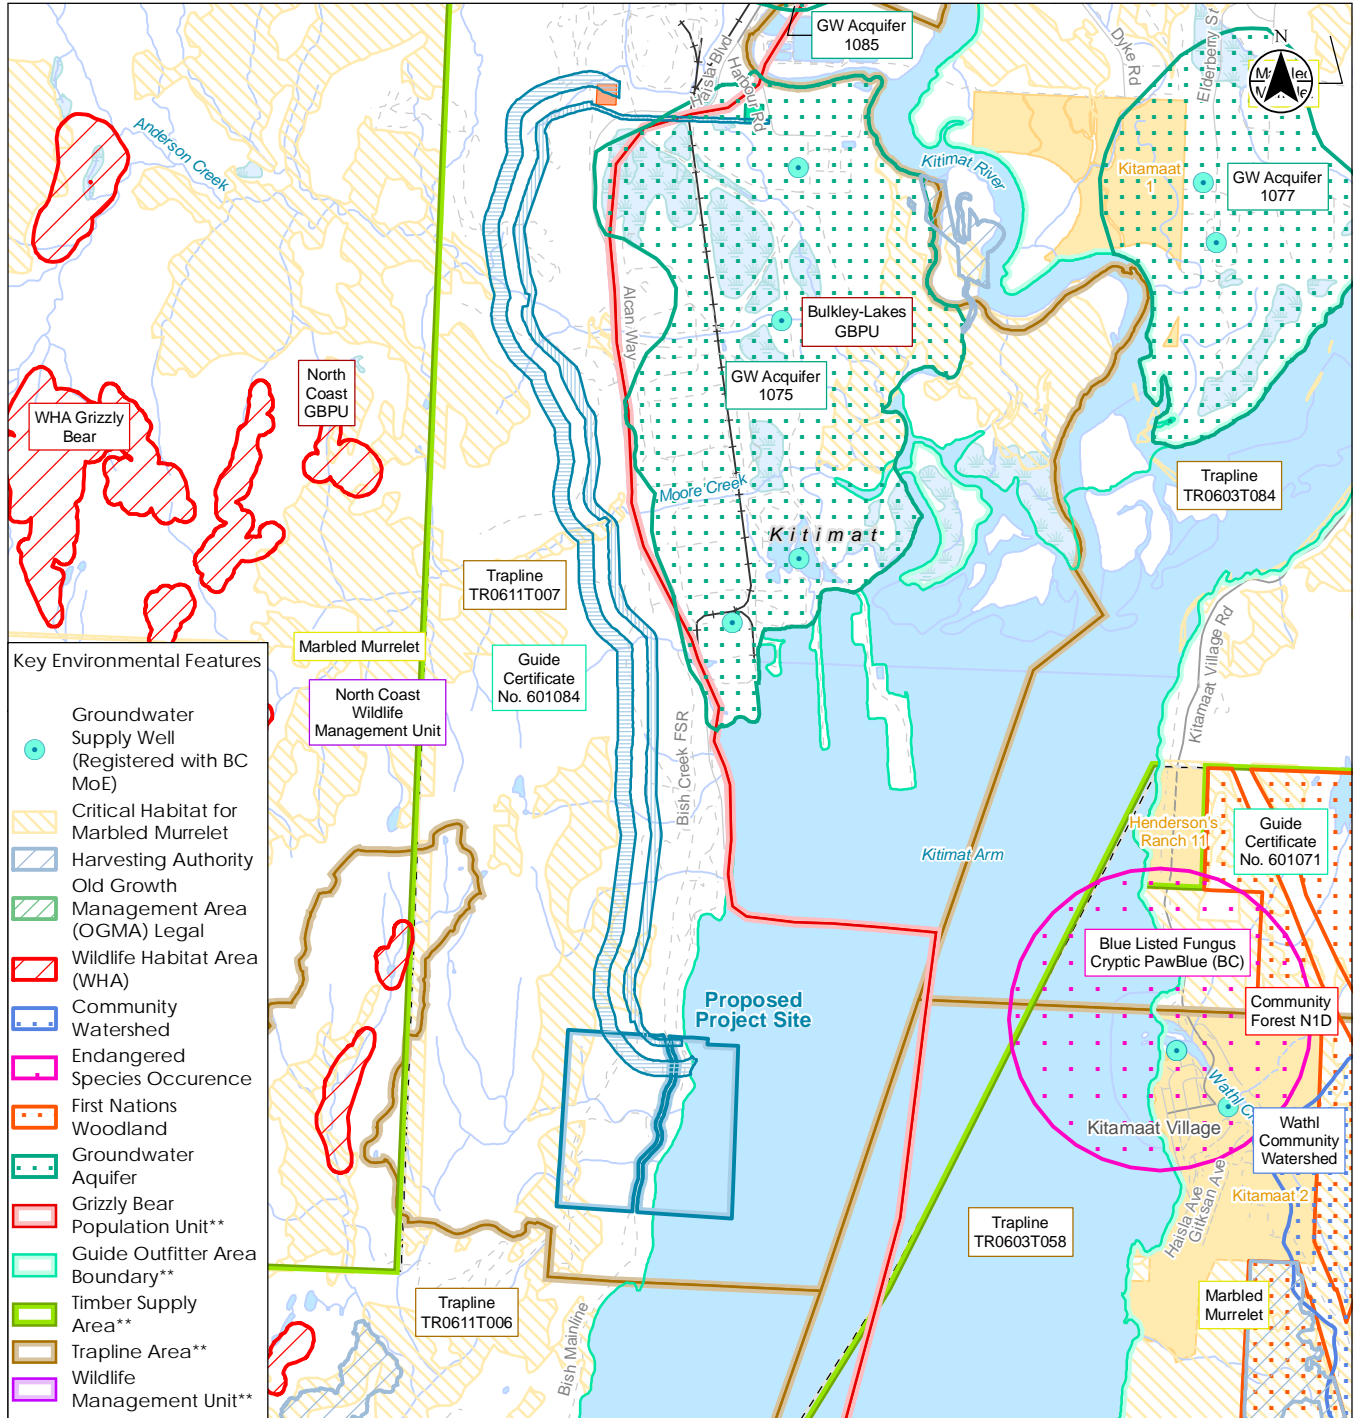 GW Acquifer
1085
Haisla Blvd
Harbour Rd
Dyke Rd
Elderberry St
N
Anderson Creek
Kitimat River
Kitamaat
1
GW Acquifer
1077
Alcan Way
Bulkley-Lakes
GBPU
GW Acquifer
1075
North
Coast
GBPU
WHA Grizzly
Bear
Moore Creek
Kitimat
Trapline
TR0603T084
Trapline
TR0611T007
Marbled Murrelet
Guide
Certificate
No. 601084
North Coast
Wildlife
Management Unit
Kitamaat Village Rd
Bish Creek FSR
Henderson's
Ranch 11
Guide
Certificate
No. 601071
Kitimat Arm
Blue Listed Fungus
Cryptic PawBlue (BC)
Proposed
Project Site
Community
Forest N1D
Kitamaat Village
Wathl
Community
Watershed
Haisla Ave
Gitksan Ave
Kitamaat 2
Trapline
TR0603T058
Trapline
TR0611T006
Marbled
Murrelet
Bish Mainline
Key Environmental Features
Groundwater
Supply Well
(Registered with BC
MoE)
Critical Habitat for
Marbled Murrelet
Harvesting Authority
Old Growth
Management Area
(OGMA) Legal
Wildlife Habitat Area
(WHA)
Community
Watershed
Endangered
Species Occurence
First Nations
Woodland
Groundwater
Aquifer
Grizzly Bear
Population Unit**
Guide Outfitter Area
Boundary**
Timber Supply
Area**
Trapline Area**
Wildlife
Management Unit**